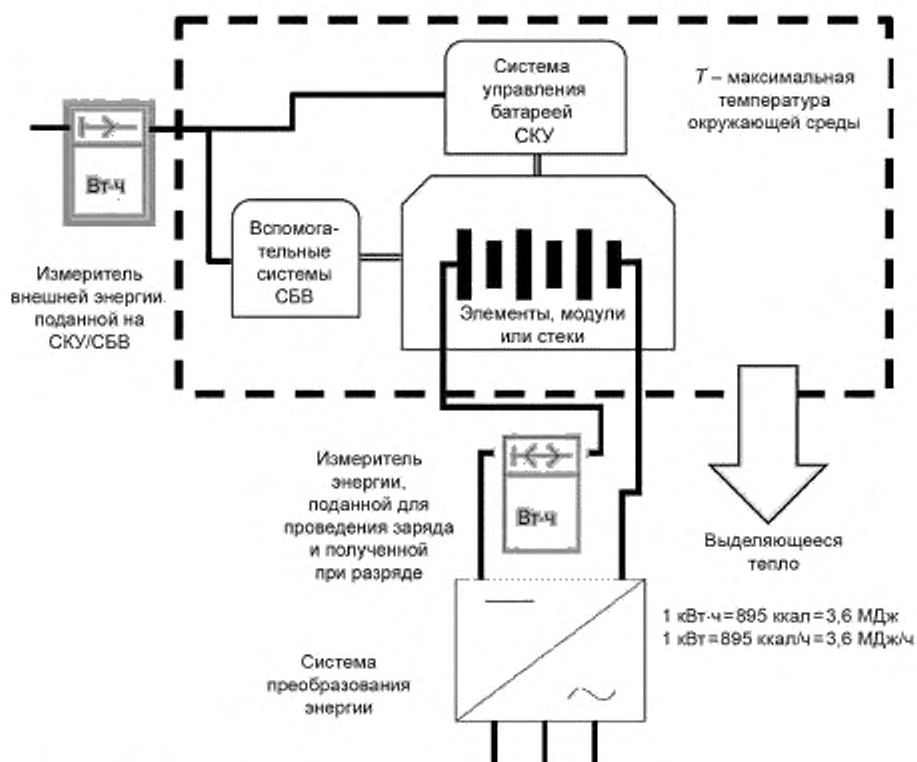 Система
управления
батареей
СКУ
T – максимальная
температура
окружающей среды
Вт·ч
Вспомога-
тельные
системы
СБВ
Измеритель
внешней энергии.
поданной на
СКУ/СБВ
Элементы, модули
или стеки
Измеритель
энергии,
поданной для
проведения заряда
и полученной
при разряде
Вт·ч
Выделяющееся
тепло
1 кВт·ч=895 ккал=3,6 МДж
1 кВт=895 ккал/ч=3,6 МДж/ч
Система
преобразования
энергии